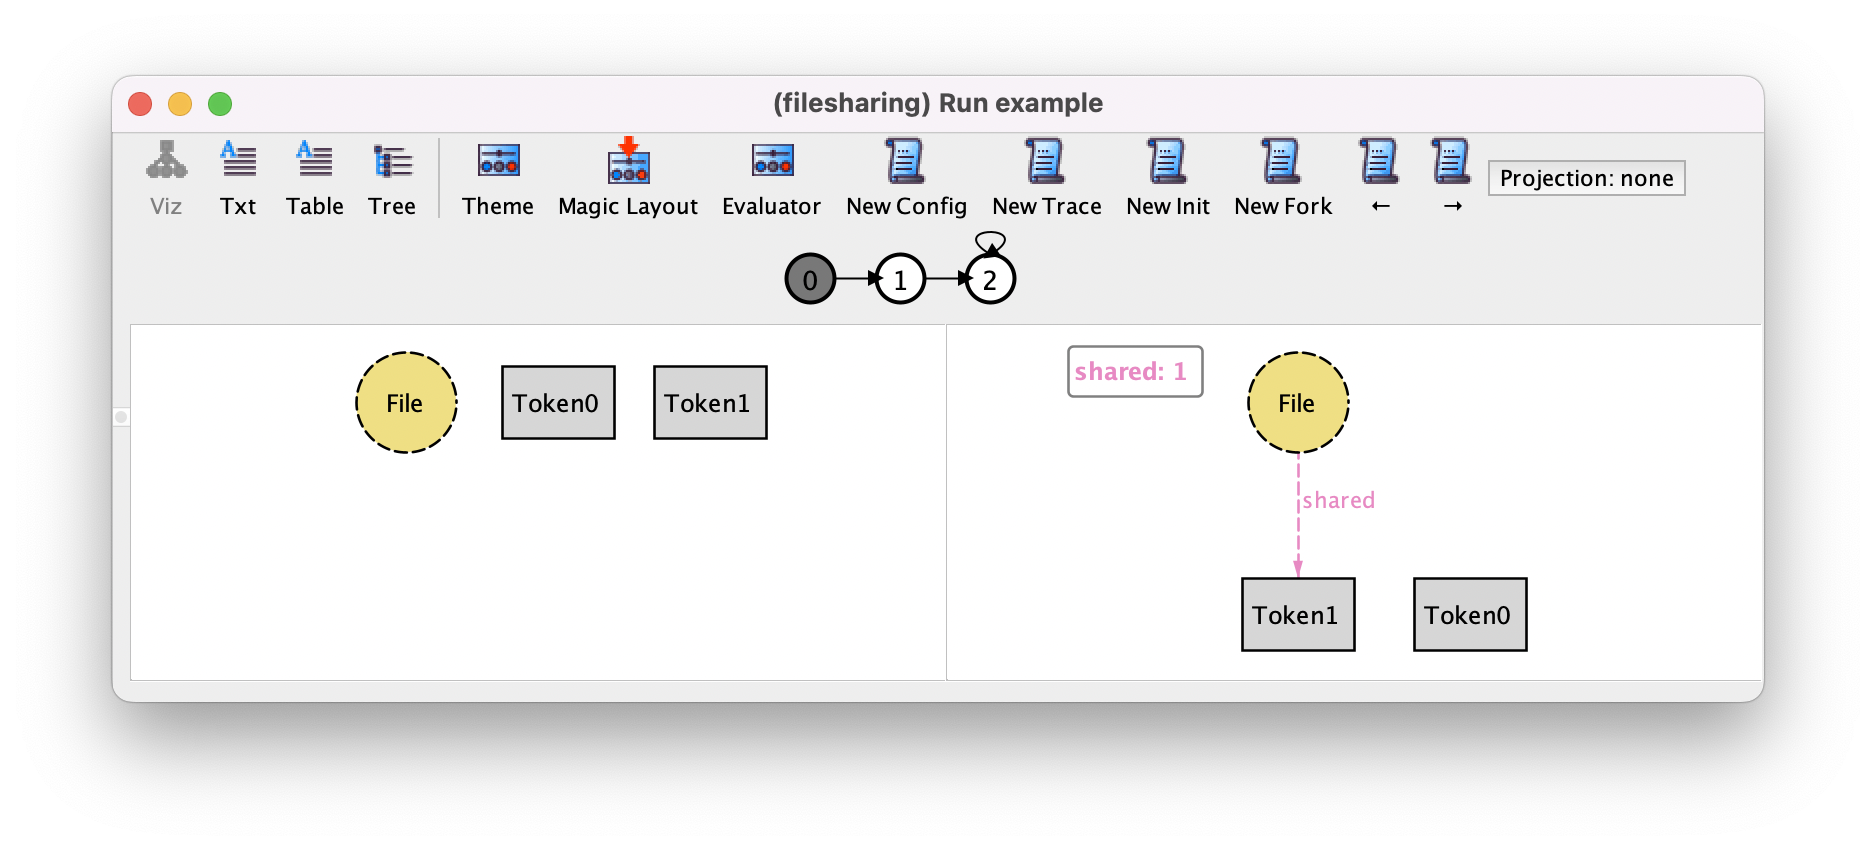 (filesharing) Run example
Viz Txt Table Tree Theme Magic Layout Evaluator New Config New Trace New Init New Fork ← → Projection: none
0 1 2
File Token0 Token1
shared: 1 File
shared
Token1 Token0